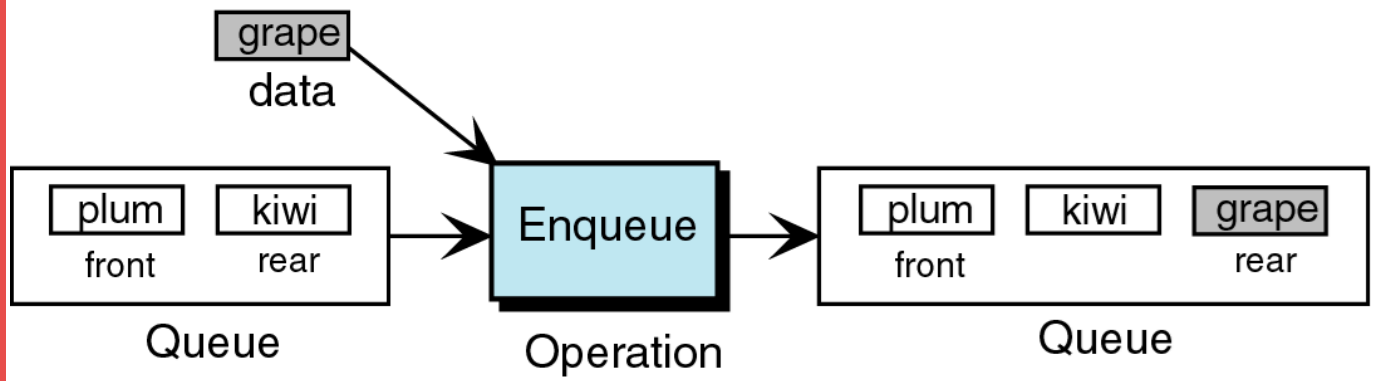 grape
data
plum kiwi
front rear
Queue
Enqueue
Operation
plum kiwi grape
front rear
Queue